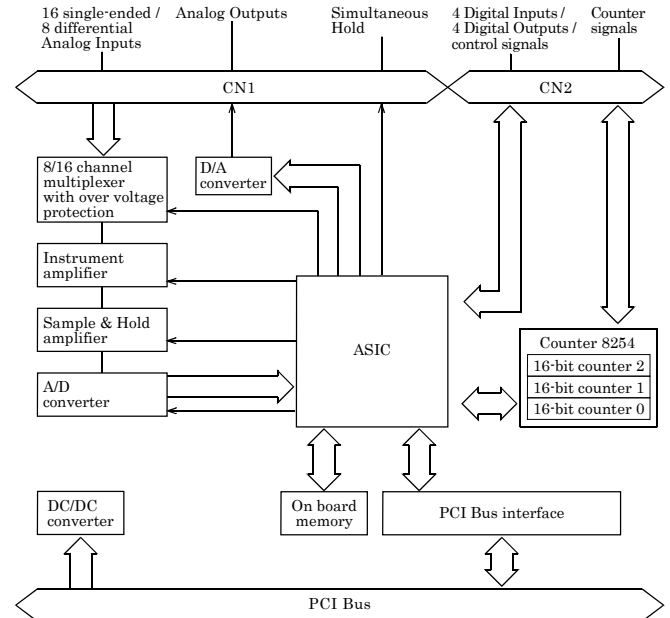 16 single-ended /
8 differential
Analog Inputs
Analog Outputs
Simultaneous
Hold
4 Digital Inputs /
4 Digital Outputs /
control signals
Counter
signals
CN1
CN2
8/16 channel
multiplexer
with over voltage
protection
D/A
converter
Instrument
amplifier
Sample & Hold
amplifier
A/D
converter
ASIC
Counter 8254
16-bit counter 2
16-bit counter 1
16-bit counter 0
DC/DC
converter
On board
memory
PCI Bus interface
PCI Bus